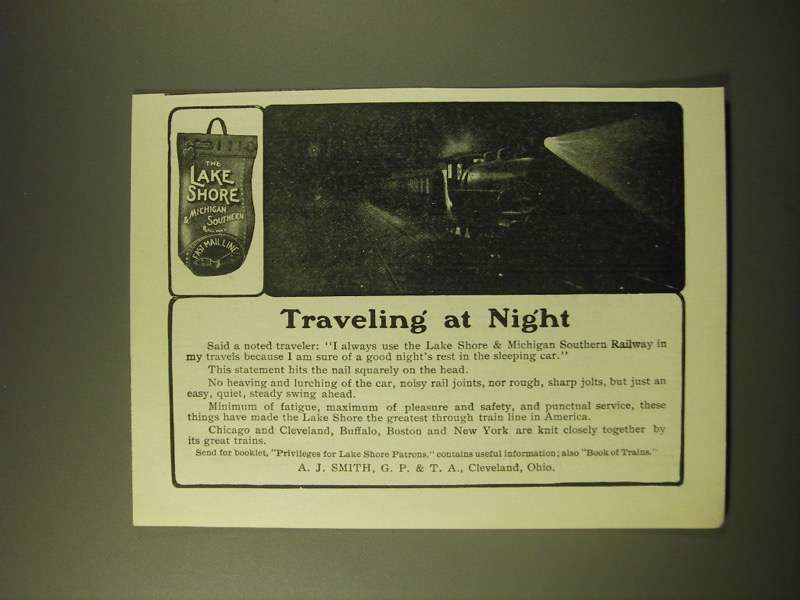 THE
LAKE
SHORE
& MICHIGAN
SOUTHERN
RAILWAY
FAST MAIL LINE
Traveling at Night
Said a noted traveler: "I always use the Lake Shore & Michigan Southern Railway in
my travels because I am sure of a good night's rest in the sleeping car."
This statement hits the nail squarely on the head.
No heaving and lurching of the car, noisy rail joints, nor rough, sharp jolts, but just an
easy, quiet, steady swing ahead.
Minimum of fatigue, maximum of pleasure and safety, and punctual service, these
things have made the Lake Shore the greatest through train line in America.
Chicago and Cleveland, Buffalo, Boston and New York are knit closely together by
its great trains.
Send for booklet, "Privileges for Lake Shore Patrons," contains useful information; also "Book of Trains."
A. J. SMITH, G. P. & T. A., Cleveland, Ohio.